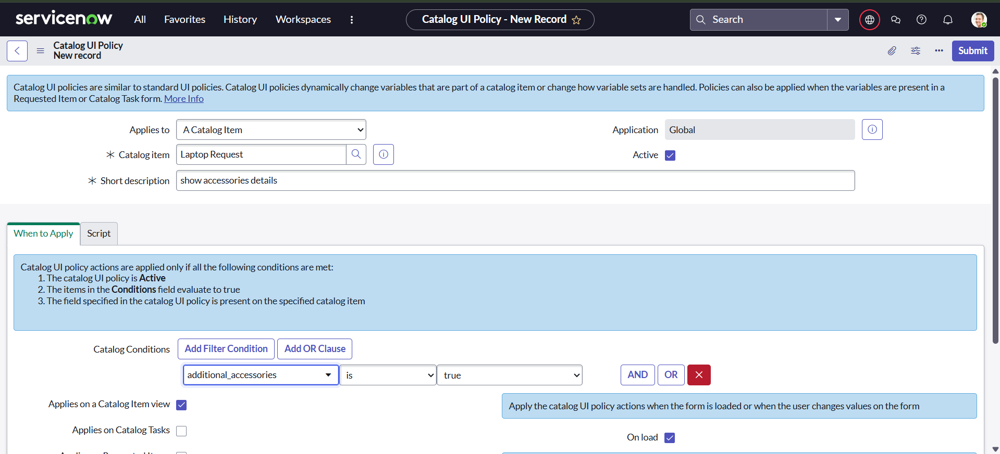 servicenow All Favorites History Workspaces Catalog UI Policy - New Record Search
Catalog UI Policy
New record
Submit
Catalog UI policies are similar to standard UI policies. Catalog UI policies dynamically change variables that are part of a catalog item or change how variable sets are handled. Policies can also be applied when the variables are present in a
Requested Item or Catalog Task form. More Info
Applies to A Catalog Item Application Global
Catalog item Laptop Request Active
Short description show accessories details
When to Apply Script
Catalog UI policy actions are applied only if all the following conditions are met:
1. The catalog UI policy is Active
2. The items in the Conditions field evaluate to true
3. The field specified in the catalog UI policy is present on the specified catalog item
Catalog Conditions Add Filter Condition Add OR Clause
additional_accessories is true AND OR
Applies on a Catalog Item view Apply the catalog UI policy actions when the form is loaded or when the user changes values on the form
Applies on Catalog Tasks
On load